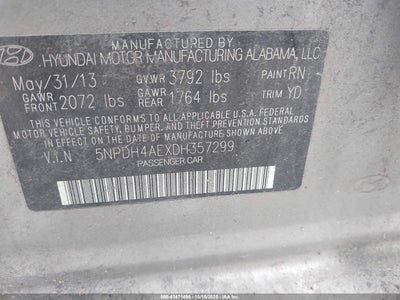 MANUFACTURED BY
HYUNDAI MOTOR MANUFACTURING ALABAMA, LLC
May/31/13 GVWR 3792 lbs PAINT RN
GAWR FRONT 2072 lbs GAWR REAR 1764 lbs TRIM YD
THIS VEHICLE CONFORMS TO ALL APPLICABLE U.S.A. FEDERAL
MOTOR VEHICLE SAFETY, BUMPER, AND THEFT PREVENTION STANDARDS
IN EFFECT ON THE DATE OF MANUFACTURE SHOWN ABOVE.
V.I.N 5NPDH4AEXDH357299
PASSENGER CAR